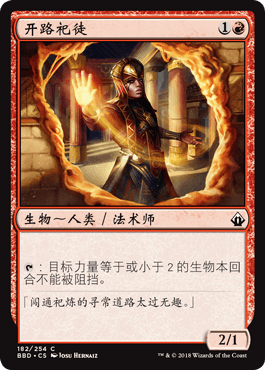 开路祀徒 1
生物～人类／法术师
：目标力量等于或小于2的生物本回
合不能被阻挡。
「闯通祀炼的寻常道路太过无趣。」
2/1
182/254 C
BBD • CS JOSU HERNAIZ
™ & © 2018 Wizards of the Coast